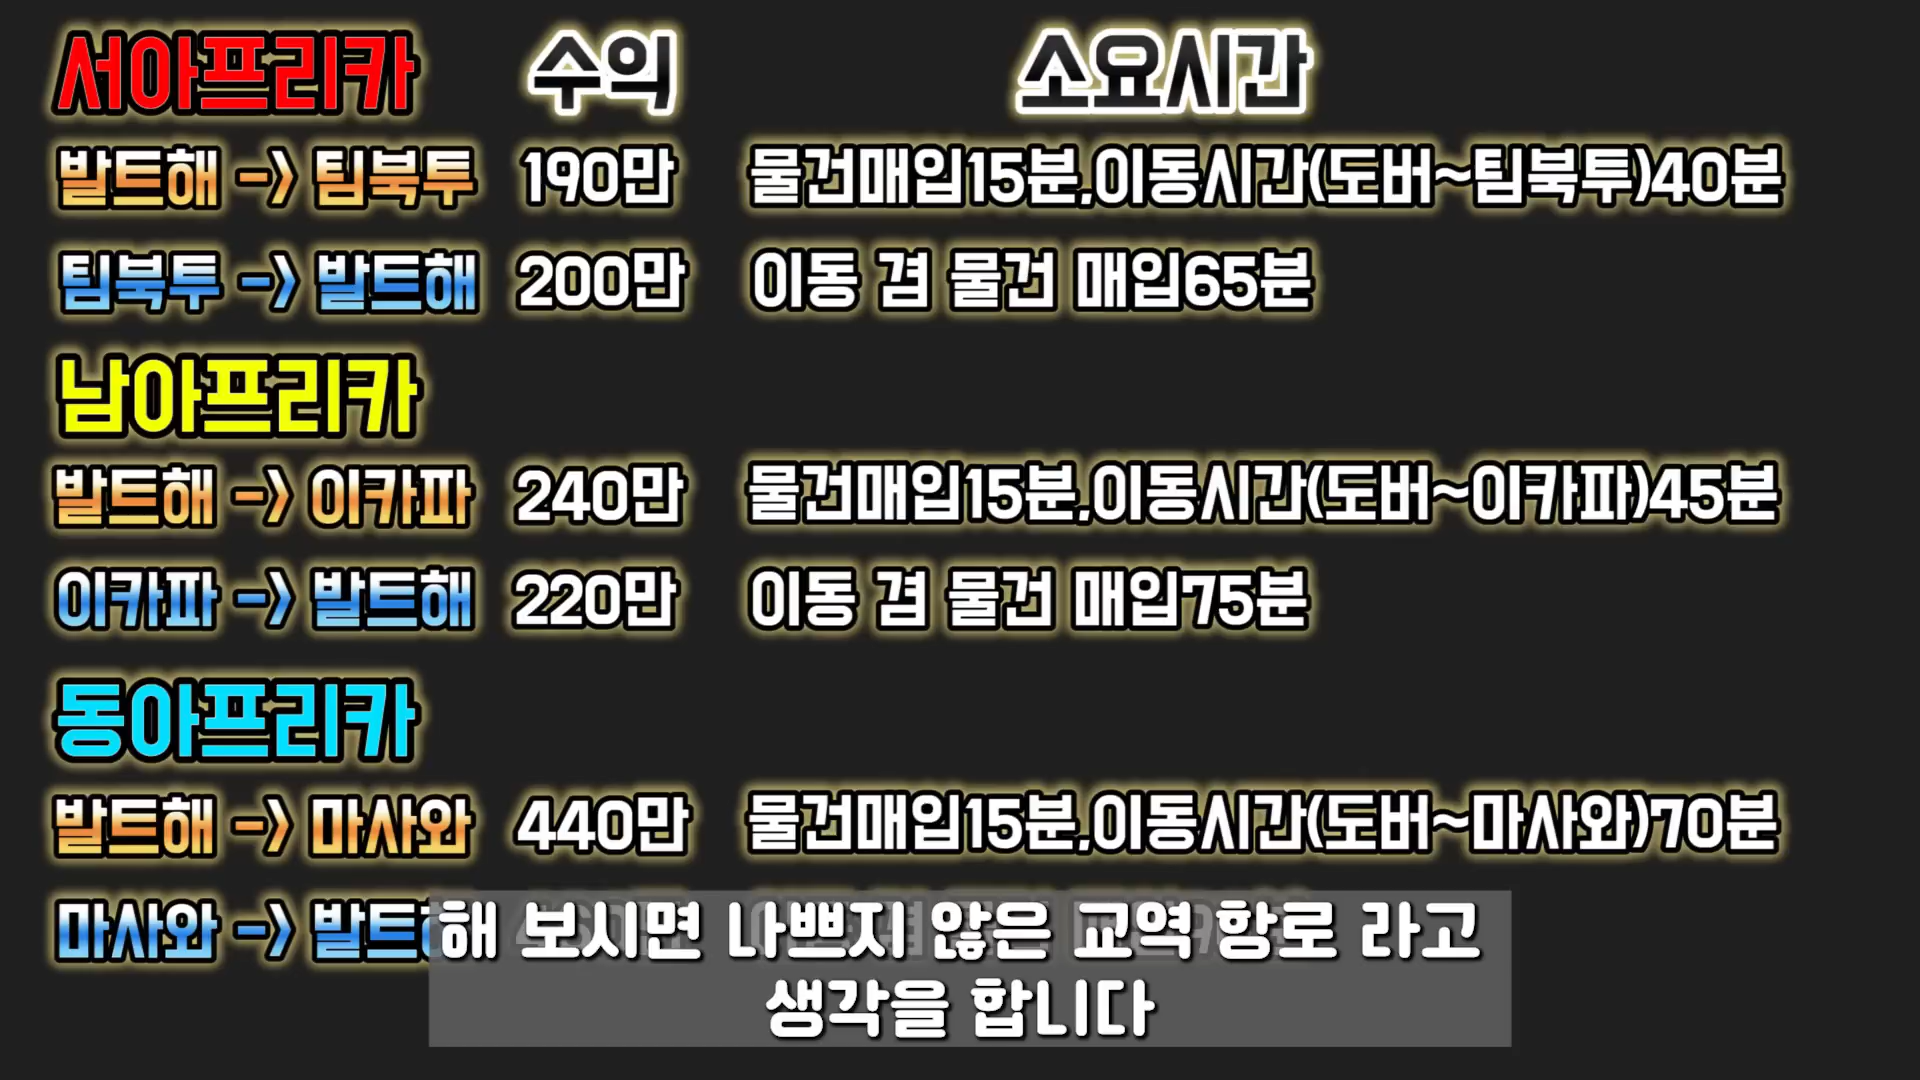 서아프리카 수익 소요시간
발트해 -> 팀북투 190만 물건매입15분,이동시간(도버~팀북투)40분
팀북투 -> 발트해 200만 이동 겸 물건 매입65분
남아프리카
발트해 -> 이카파 240만 물건매입15분,이동시간(도버~이카파)45분
이카파 -> 발트해 220만 이동 겸 물건 매입75분
동아프리카
발트해 -> 마사와 440만 물건매입15분,이동시간(도버~마사와)70분
마사와 -> 발트
해 보시면 나쁘지 않은 교역 항로 라고
생각을 합니다